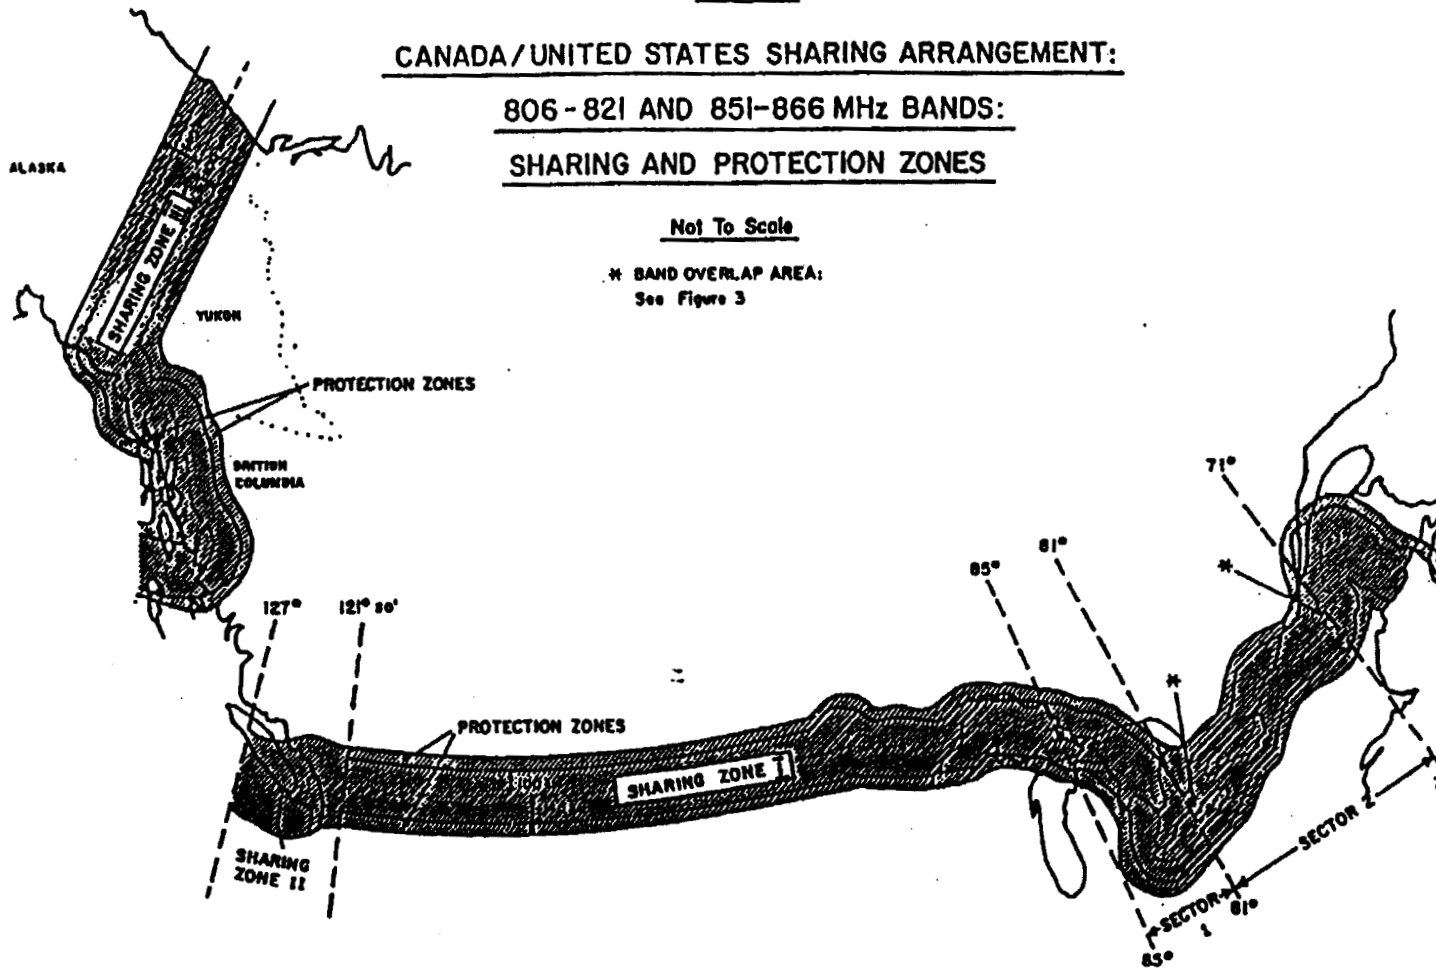 CANADA/UNITED STATES SHARING ARRANGEMENT:
806-821 AND 851-866 MHz BANDS:
SHARING AND PROTECTION ZONES
Not To Scale
* BAND OVERLAP AREA:
See Figure 3
ALASKA
SHARING ZONE III
YUKON
PROTECTION ZONES
BRITISH
COLUMBIA
71°
81°
85°
*
127°
121° 30'
*
PROTECTION ZONES
SHARING ZONE I
SHARING
ZONE II
SECTOR 2
SECTOR
1
81°
85°